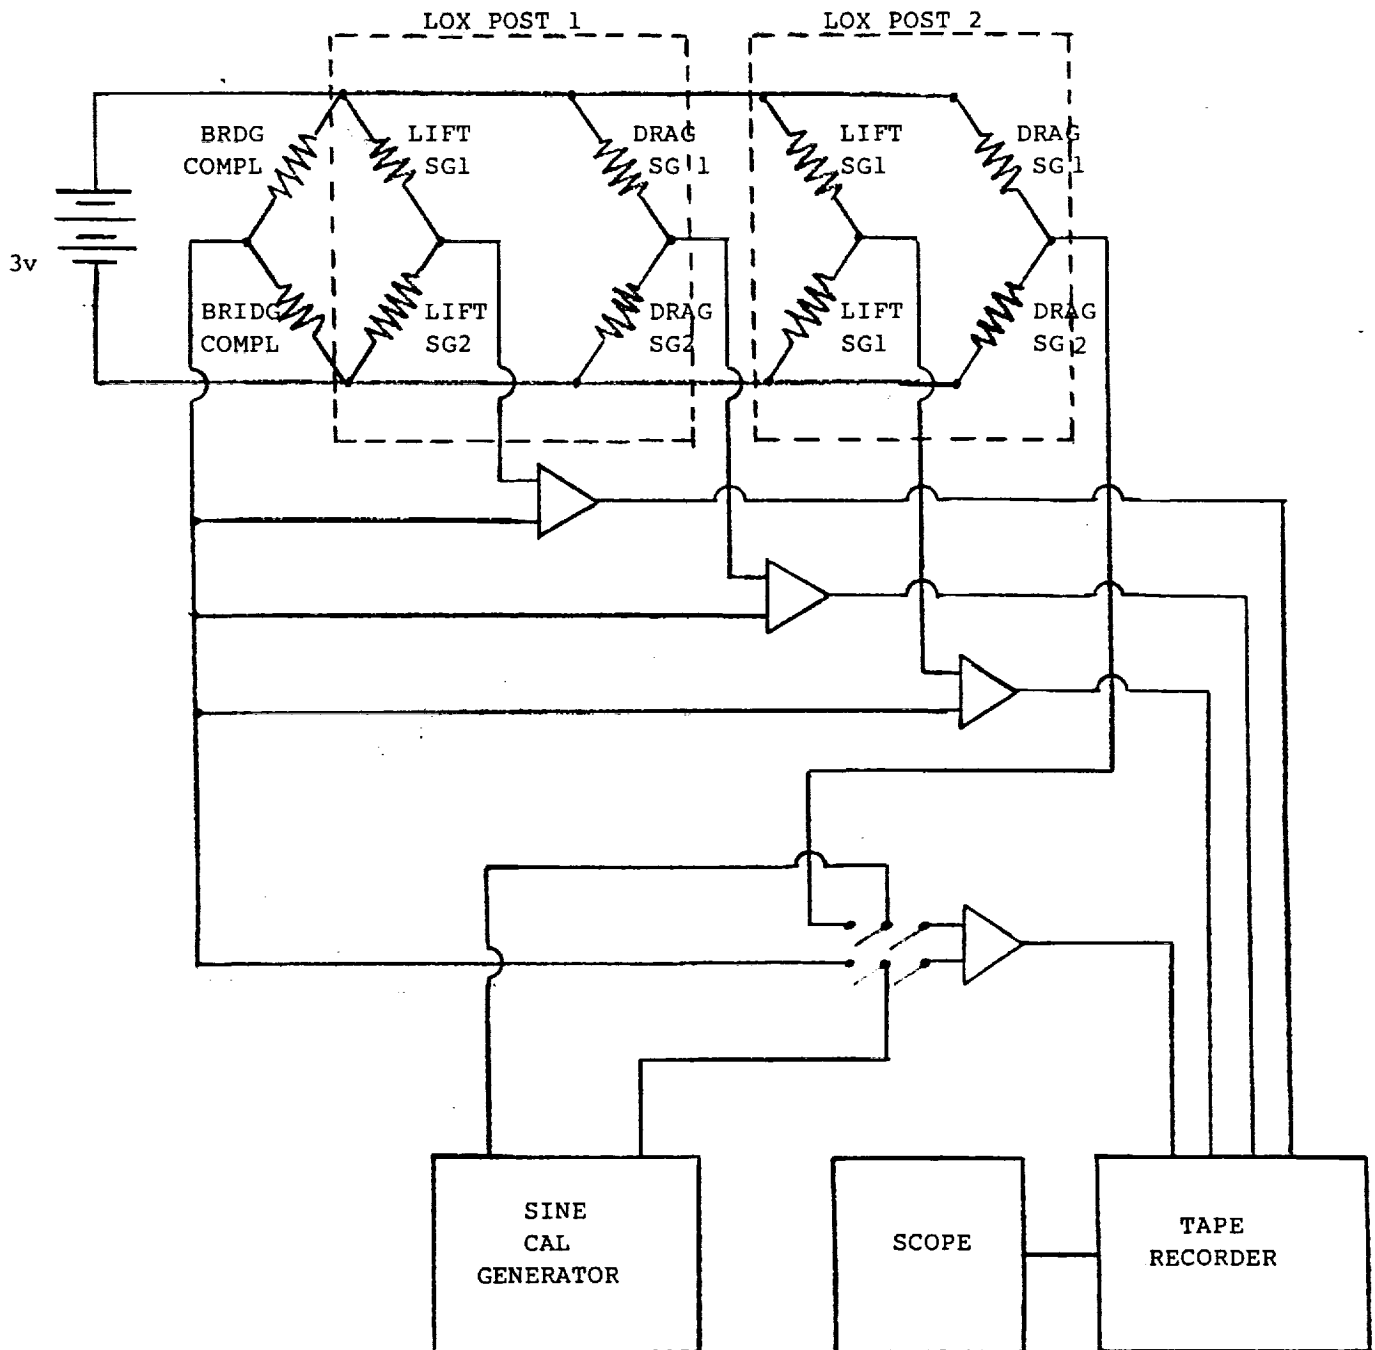 LOX POST 1
LOX POST 2
BRDG
COMPL
LIFT
SG1
DRAG
SG 1
LIFT
SG1
DRAG
SG 1
3v
BRIDG
COMPL
LIFT
SG2
DRAG
SG2
LIFT
SG1
DRAG
SG 2
SINE
CAL
GENERATOR
SCOPE
TAPE
RECORDER